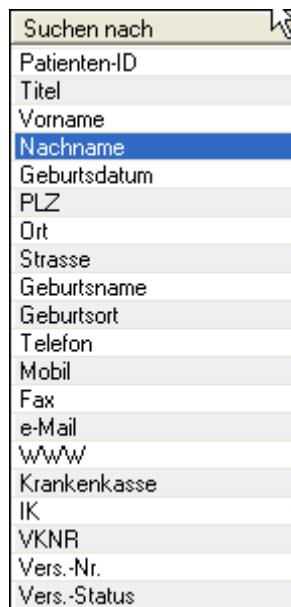 Suchen nach
Patienten-ID
Titel
Vorname
Nachname
Geburtsdatum
PLZ
Ort
Strasse
Geburtsname
Geburtsort
Telefon
Mobil
Fax
e-Mail
WWW
Krankenkasse
IK
VKNR
Vers.-Nr.
Vers.-Status